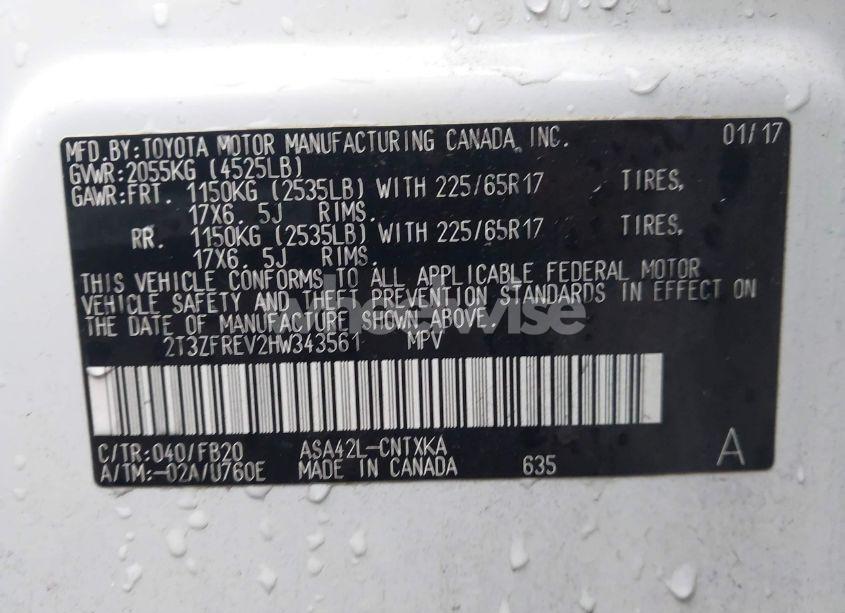 MFD.BY:TOYOTA MOTOR MANUFACTURING CANADA, INC. 01/17
GVWR:2055KG (4525LB)
GAWR:FRT. 1150KG (2535LB) WITH 225/65R17 TIRES,
17X6. 5J RIMS.
RR. 1150KG (2535LB) WITH 225/65R17 TIRES,
17X6. 5J RIMS.
THIS VEHICLE CONFORMS TO ALL APPLICABLE FEDERAL MOTOR
VEHICLE SAFETY AND THEFT PREVENTION STANDARDS IN EFFECT ON
THE DATE OF MANUFACTURE SHOWN ABOVE.
wheelwise
2T3ZFREV2HW343561 MPV
C/TR:040/FB20 ASA42L-CNTXKA
A/TM:-02A/U760E MADE IN CANADA 635 A